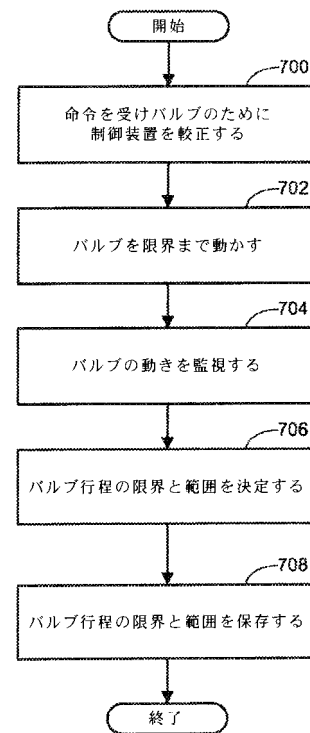 開始
700
命令を受けバルブのために
制御装置を較正する
702
バルブを限界まで動かす
704
バルブの動きを監視する
706
バルブ行程の限界と範囲を決定する
708
バルブ行程の限界と範囲を保存する
終了